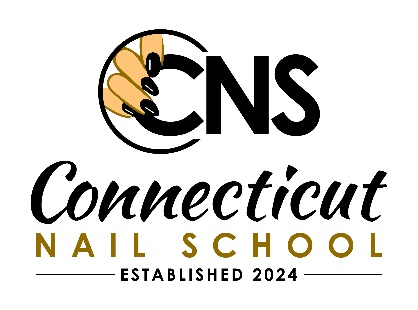 CNS
Connecticut
NAIL SCHOOL
ESTABLISHED 2024